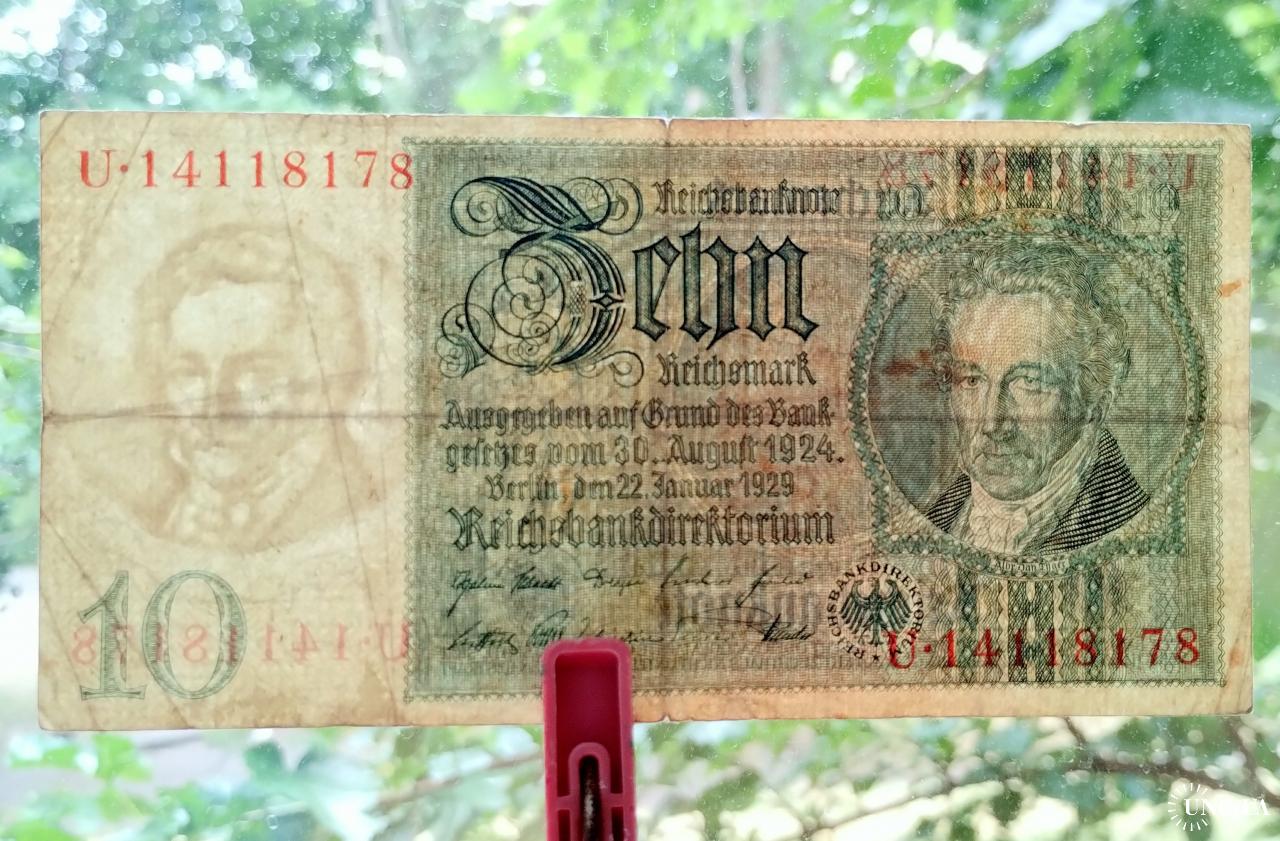 U·14118178
Reichsbanknote
Zehn
Reichsmark
Ausgegeben auf Grund des Bank-
gesetzes vom 30. August 1924.
Berlin, den 22. Januar 1929
Reichsbankdirektorium
REICHSBANKDIREKTORIUM
10
U·14118178